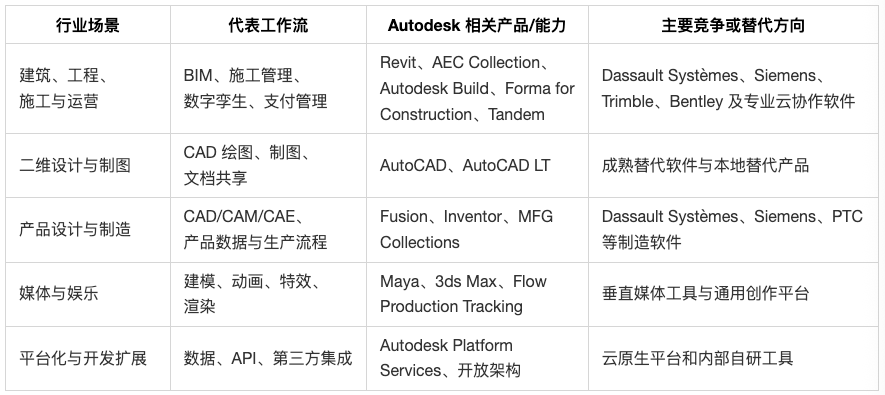 行业场景
代表工作流
Autodesk 相关产品/能力
主要竞争或替代方向
建筑、工程、
施工与运营
BIM、施工管理、
数字孪生、支付管理
Revit、AEC Collection、
Autodesk Build、Forma for
Construction、Tandem
Dassault Systèmes、Siemens、
Trimble、Bentley 及专业云协作软件
二维设计与制图
CAD 绘图、制图、
文档共享
AutoCAD、AutoCAD LT
成熟替代软件与本地替代产品
产品设计与制造
CAD/CAM/CAE、
产品数据与生产流程
Fusion、Inventor、MFG
Collections
Dassault Systèmes、Siemens、PTC
等制造软件
媒体与娱乐
建模、动画、特效、
渲染
Maya、3ds Max、Flow
Production Tracking
垂直媒体工具与通用创作平台
平台化与开发扩展
数据、API、第三方集成
Autodesk Platform
Services、开放架构
云原生平台和内部自研工具